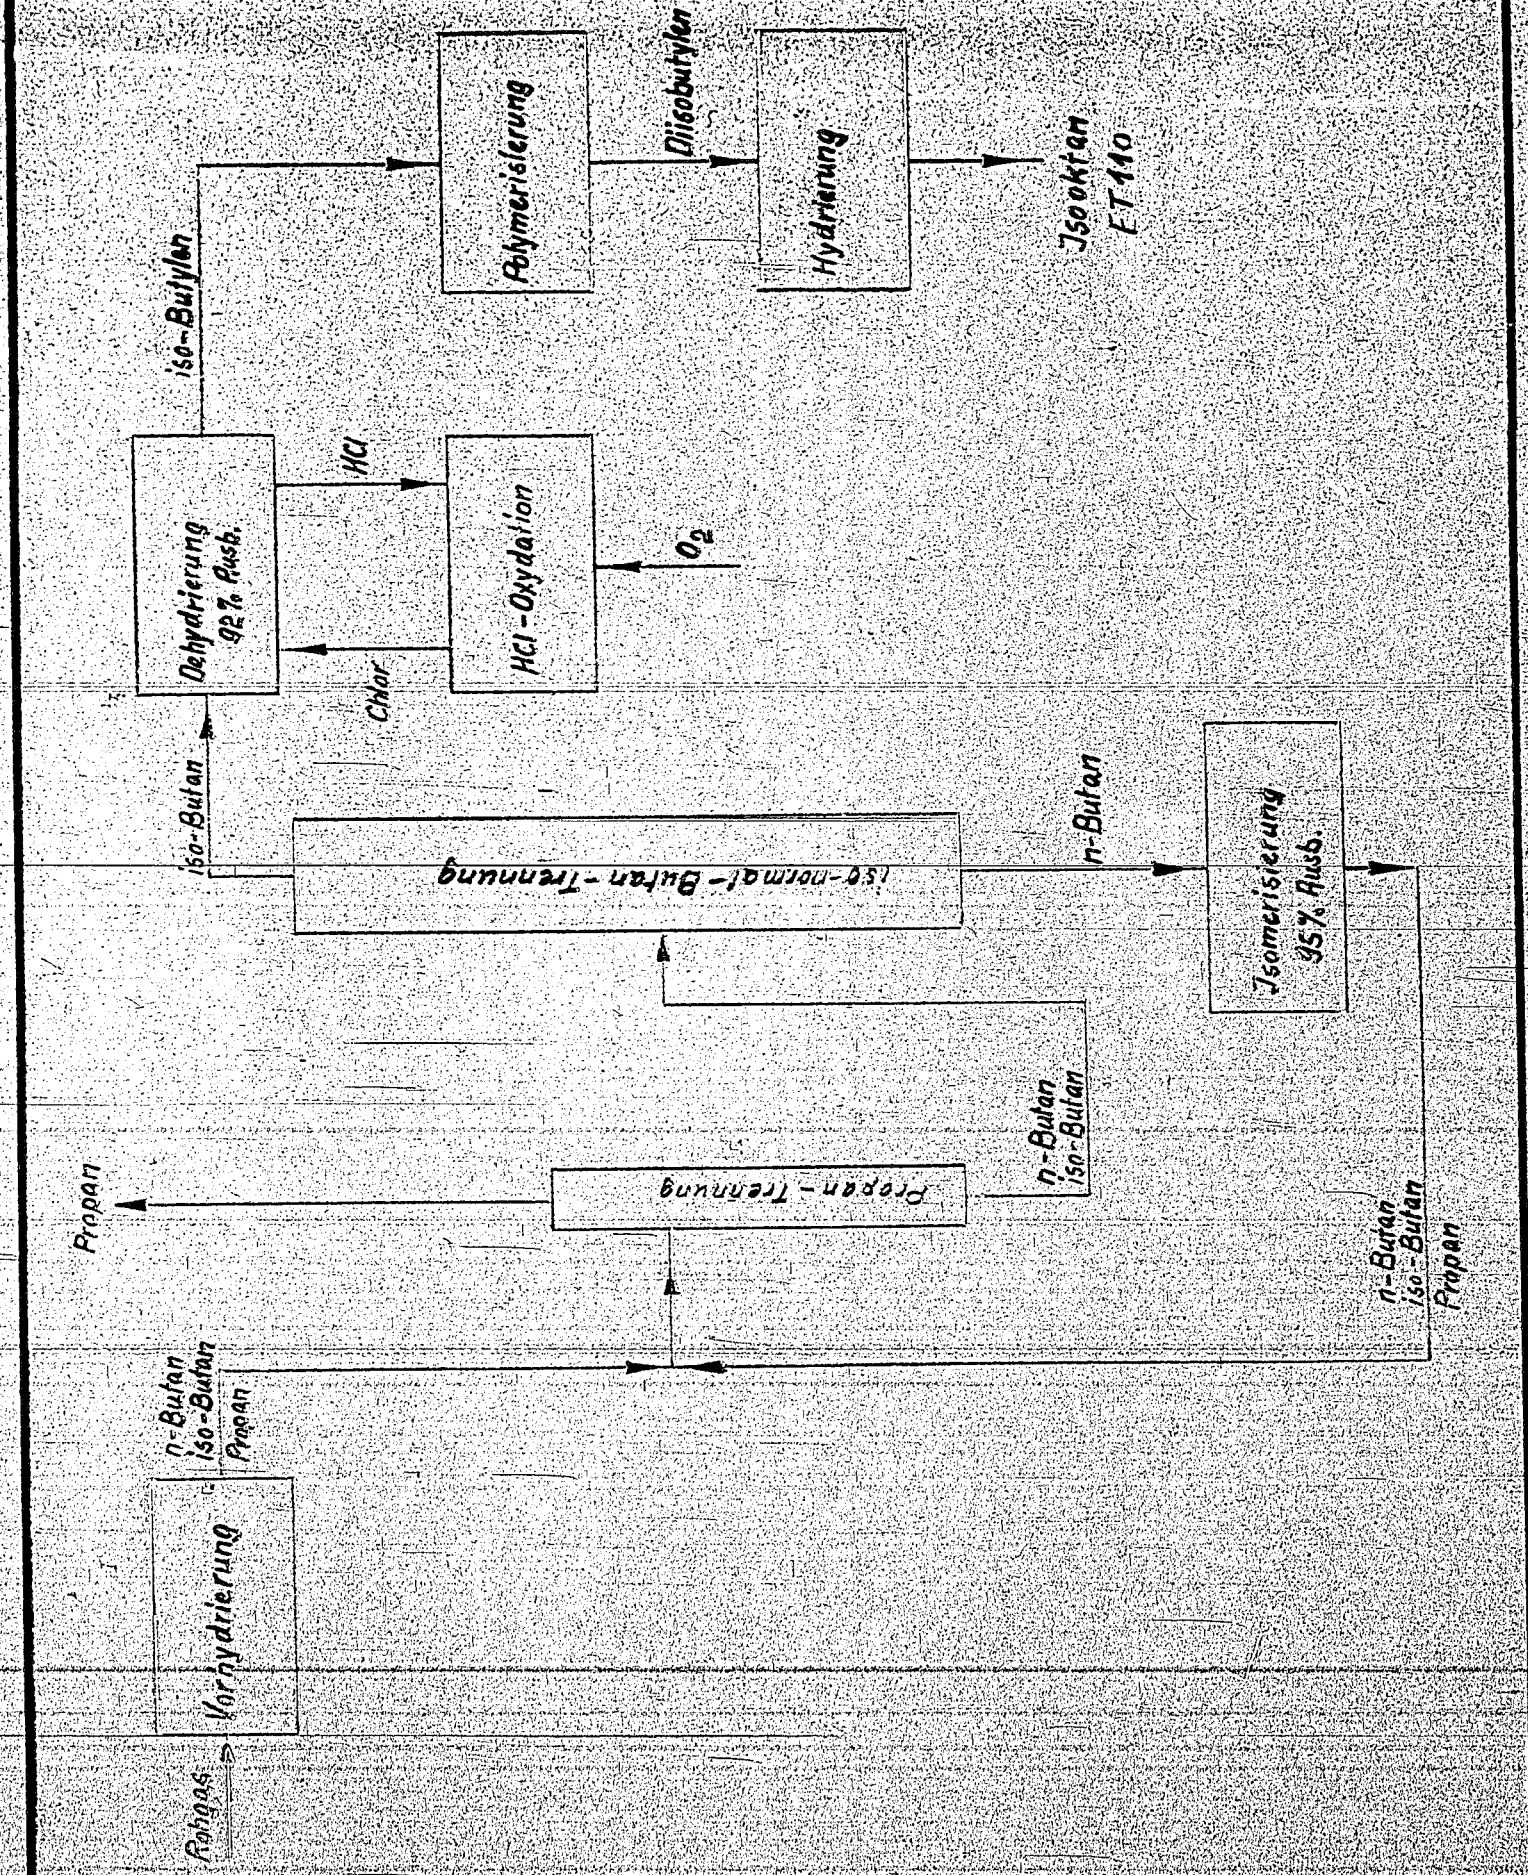 Rohgas
Vorhydrierung
n-Butan
iso-Butan
Propan
Propan
Propan-Trennung
n-Butan
iso-Butan
n-Butan
iso-Butan
Propan
iso-normal-Butan-Trennung
iso-Butan
n-Butan
Jsomerisierung
95% Ausb.
Dehydrierung
92% Ausb.
Chlor
HCl
HCl-Oxydation
O2
iso-Butylen
Polymerisierung
Diisobutylen
Hydrierung
Jsooktan
ET 110